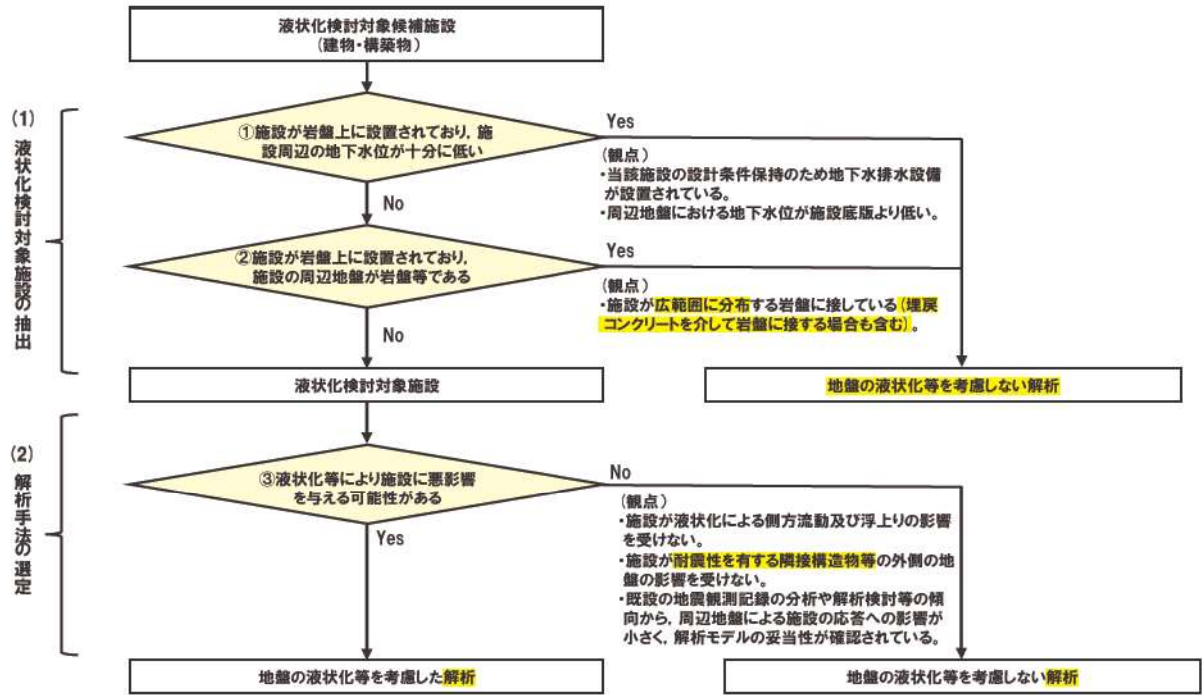 液状化検討対象候補施設
(建物・構築物)
(1)
液状化検討対象施設の抽出
①施設が岩盤上に設置されており, 施
設周辺の地下水位が十分に低い
Yes
(観点)
・当該施設の設計条件保持のため地下水排水設備
が設置されている。
・周辺地盤における地下水位が施設底版より低い。
No
②施設が岩盤上に設置されており,
施設の周辺地盤が岩盤等である
Yes
(観点)
・施設が広範囲に分布する岩盤に接している(埋戻
コンクリートを介して岩盤に接する場合も含む)。
No
液状化検討対象施設
地盤の液状化等を考慮しない解析
(2)
解析手法の選定
③液状化等により施設に悪影響
を与える可能性がある
No
(観点)
・施設が液状化による側方流動及び浮上りの影響
を受けない。
・施設が耐震性を有する隣接構造物等の外側の地
盤の影響を受けない。
・既設の地震観測記録の分析や解析検討等の傾
向から, 周辺地盤による施設の応答への影響が
小さく, 解析モデルの妥当性が確認されている。
Yes
地盤の液状化等を考慮した解析
地盤の液状化等を考慮しない解析